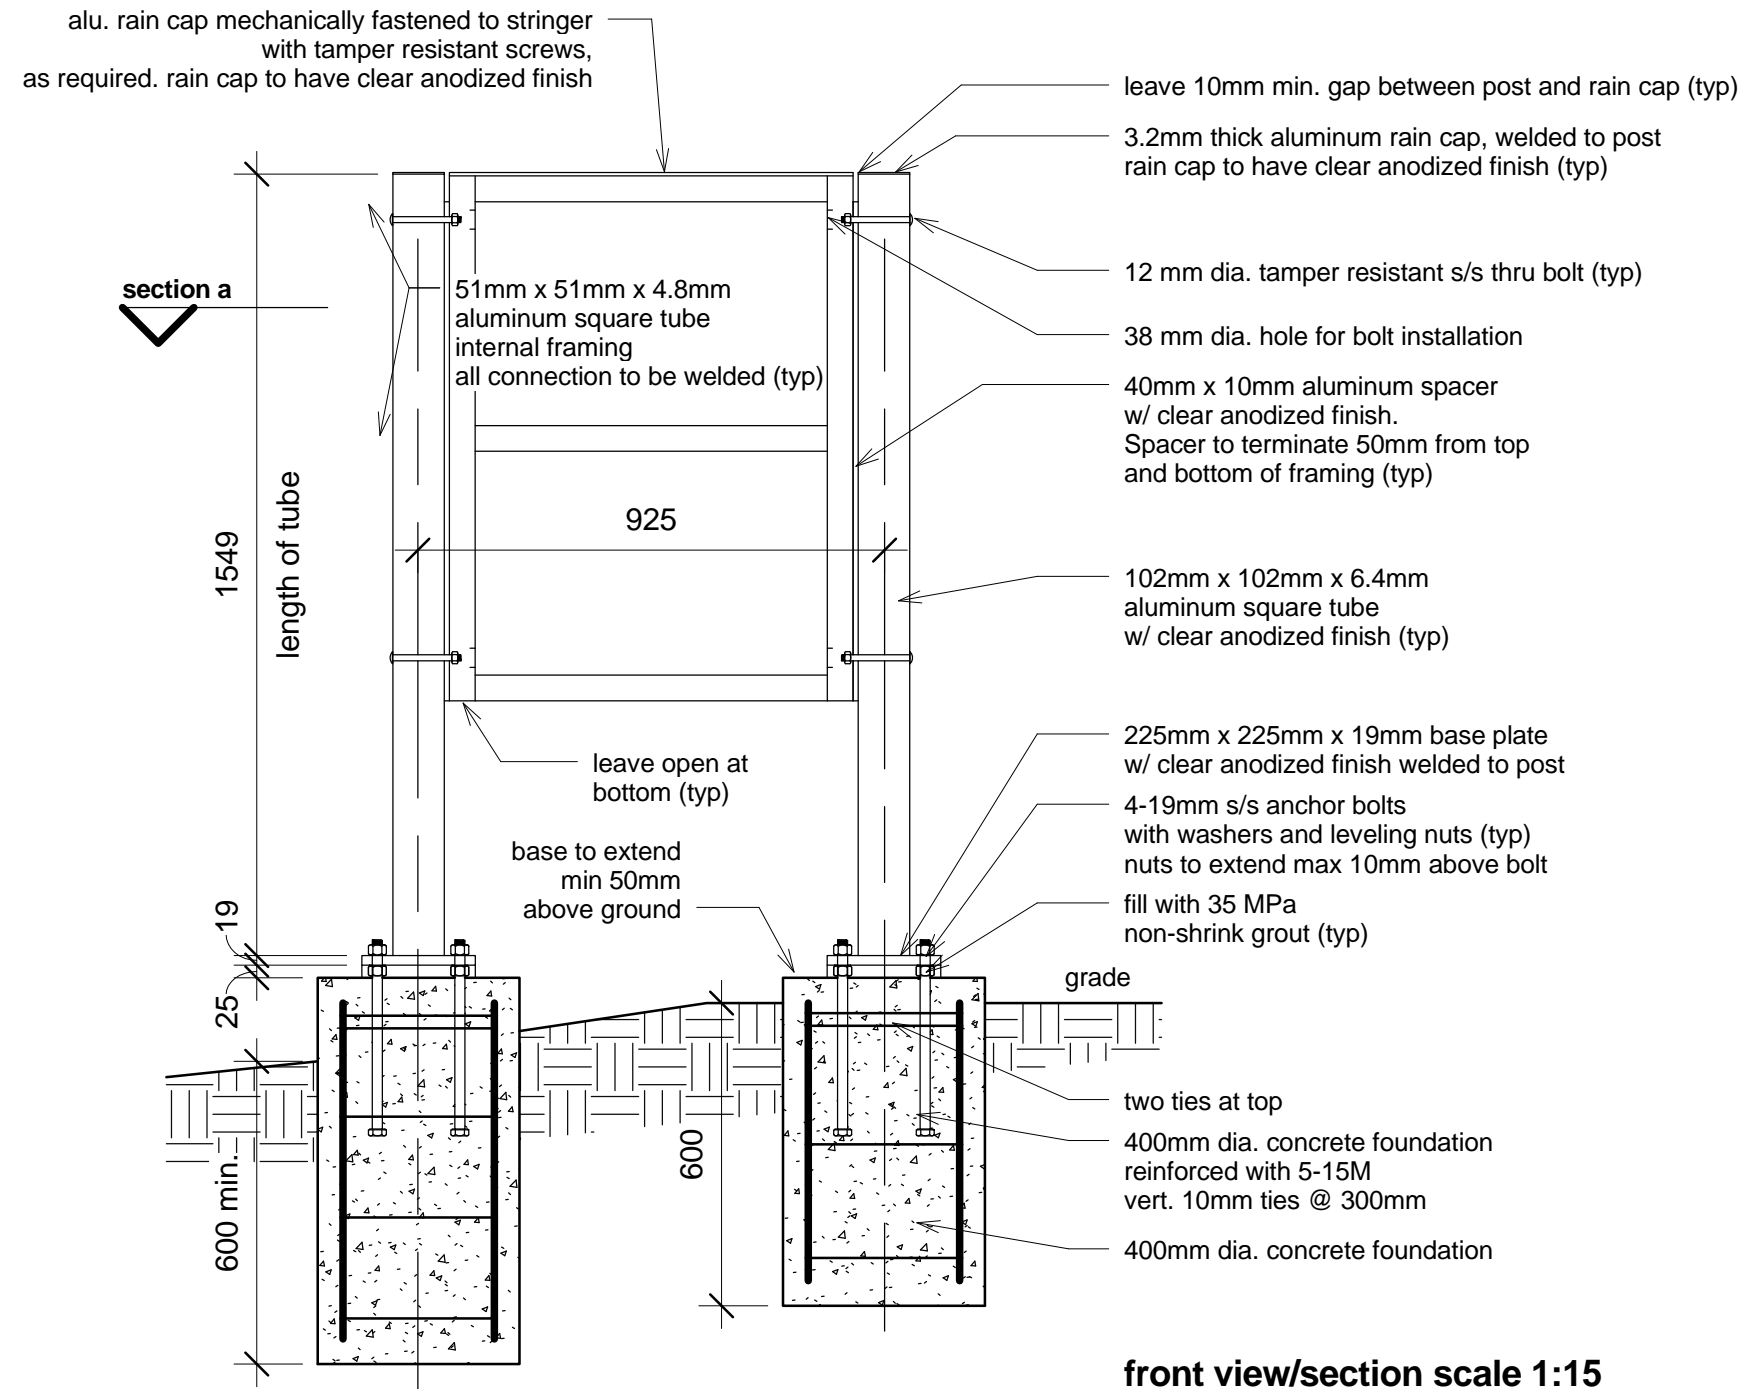 alu. rain cap mechanically fastened to stringer
with tamper resistant screws,
as required. rain cap to have clear anodized finish
leave 10mm min. gap between post and rain cap (typ)
3.2mm thick aluminum rain cap, welded to post
rain cap to have clear anodized finish (typ)
12 mm dia. tamper resistant s/s thru bolt (typ)
section a
51mm x 51mm x 4.8mm
aluminum square tube
internal framing
all connection to be welded (typ)
38 mm dia. hole for bolt installation
40mm x 10mm aluminum spacer
w/ clear anodized finish.
Spacer to terminate 50mm from top
and bottom of framing (typ)
925
1549
length of tube
102mm x 102mm x 6.4mm
aluminum square tube
w/ clear anodized finish (typ)
leave open at
bottom (typ)
225mm x 225mm x 19mm base plate
w/ clear anodized finish welded to post
4-19mm s/s anchor bolts
with washers and leveling nuts (typ)
nuts to extend max 10mm above bolt
base to extend
min 50mm
above ground
fill with 35 MPa
non-shrink grout (typ)
19
25
grade
600 min.
600
two ties at top
400mm dia. concrete foundation
reinforced with 5-15M
vert. 10mm ties @ 300mm
400mm dia. concrete foundation
front view/section scale 1:15